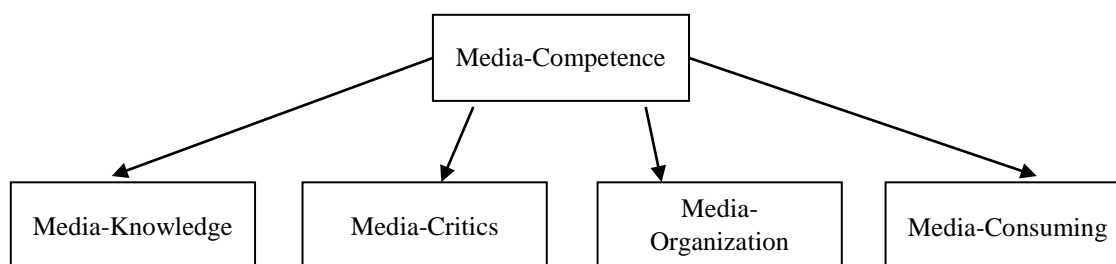 Media-Competence
Media-Knowledge
Media-Critics
Media-
Organization
Media-Consuming